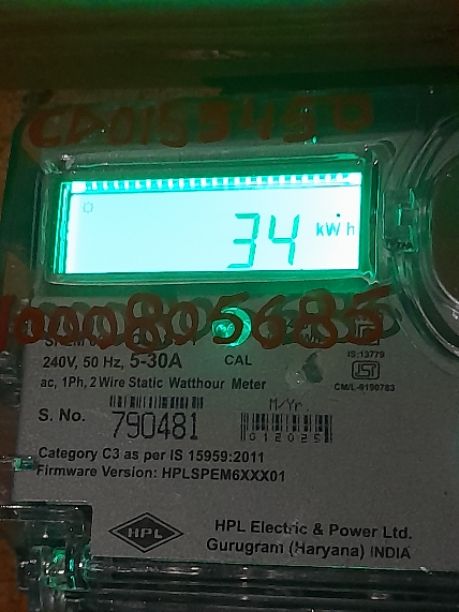 CD0153450
34 kWh
1000805685
240V, 50 Hz, 5-30A
CAL
IS:13779
ac, 1Ph, 2 Wire Static Watthour Meter
CM/L-9190783
M/Yr
S. No. 790481
012025
Category C3 as per IS 15959:2011
Firmware Version: HPLSPEM6XXX01
HPL
HPL Electric & Power Ltd.
Gurugram (Haryana) INDIA